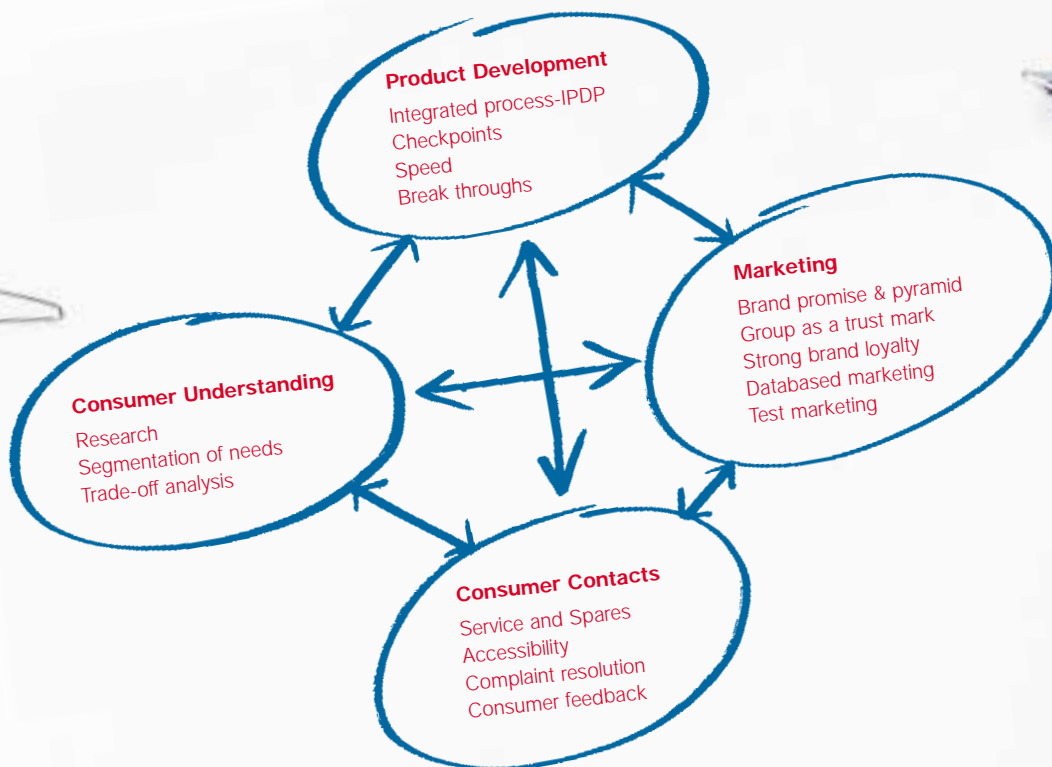 Product Development
Integrated process-IPDP
Checkpoints
Speed
Break throughs
Marketing
Brand promise & pyramid
Group as a trust mark
Strong brand loyalty
Databased marketing
Test marketing
Consumer Understanding
Research
Segmentation of needs
Trade-off analysis
Consumer Contacts
Service and Spares
Accessibility
Complaint resolution
Consumer feedback